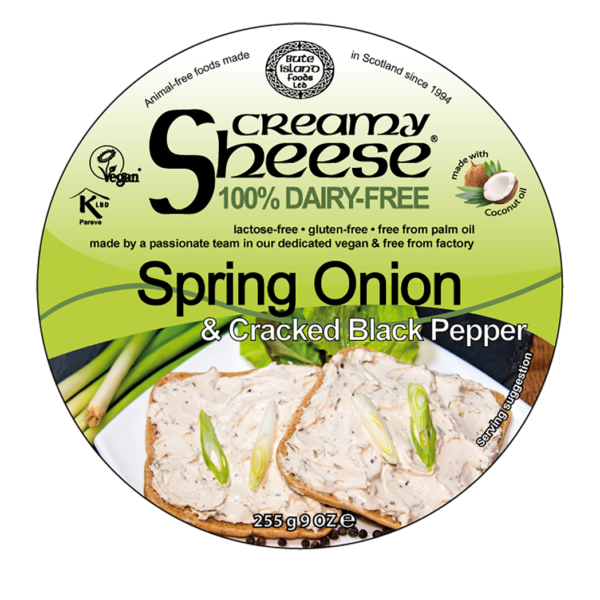 Animal-free foods made
in Scotland since 1994
Bute
Island
Foods
Ltd
CREAMY
Sheese®
100% DAIRY-FREE
Vegan
K LBD
Pareve
made with
Coconut oil
lactose-free • gluten-free • free from palm oil
made by a passionate team in our dedicated vegan & free from factory
Spring Onion
& Cracked Black Pepper
serving suggestion
255 g 9 OZ e